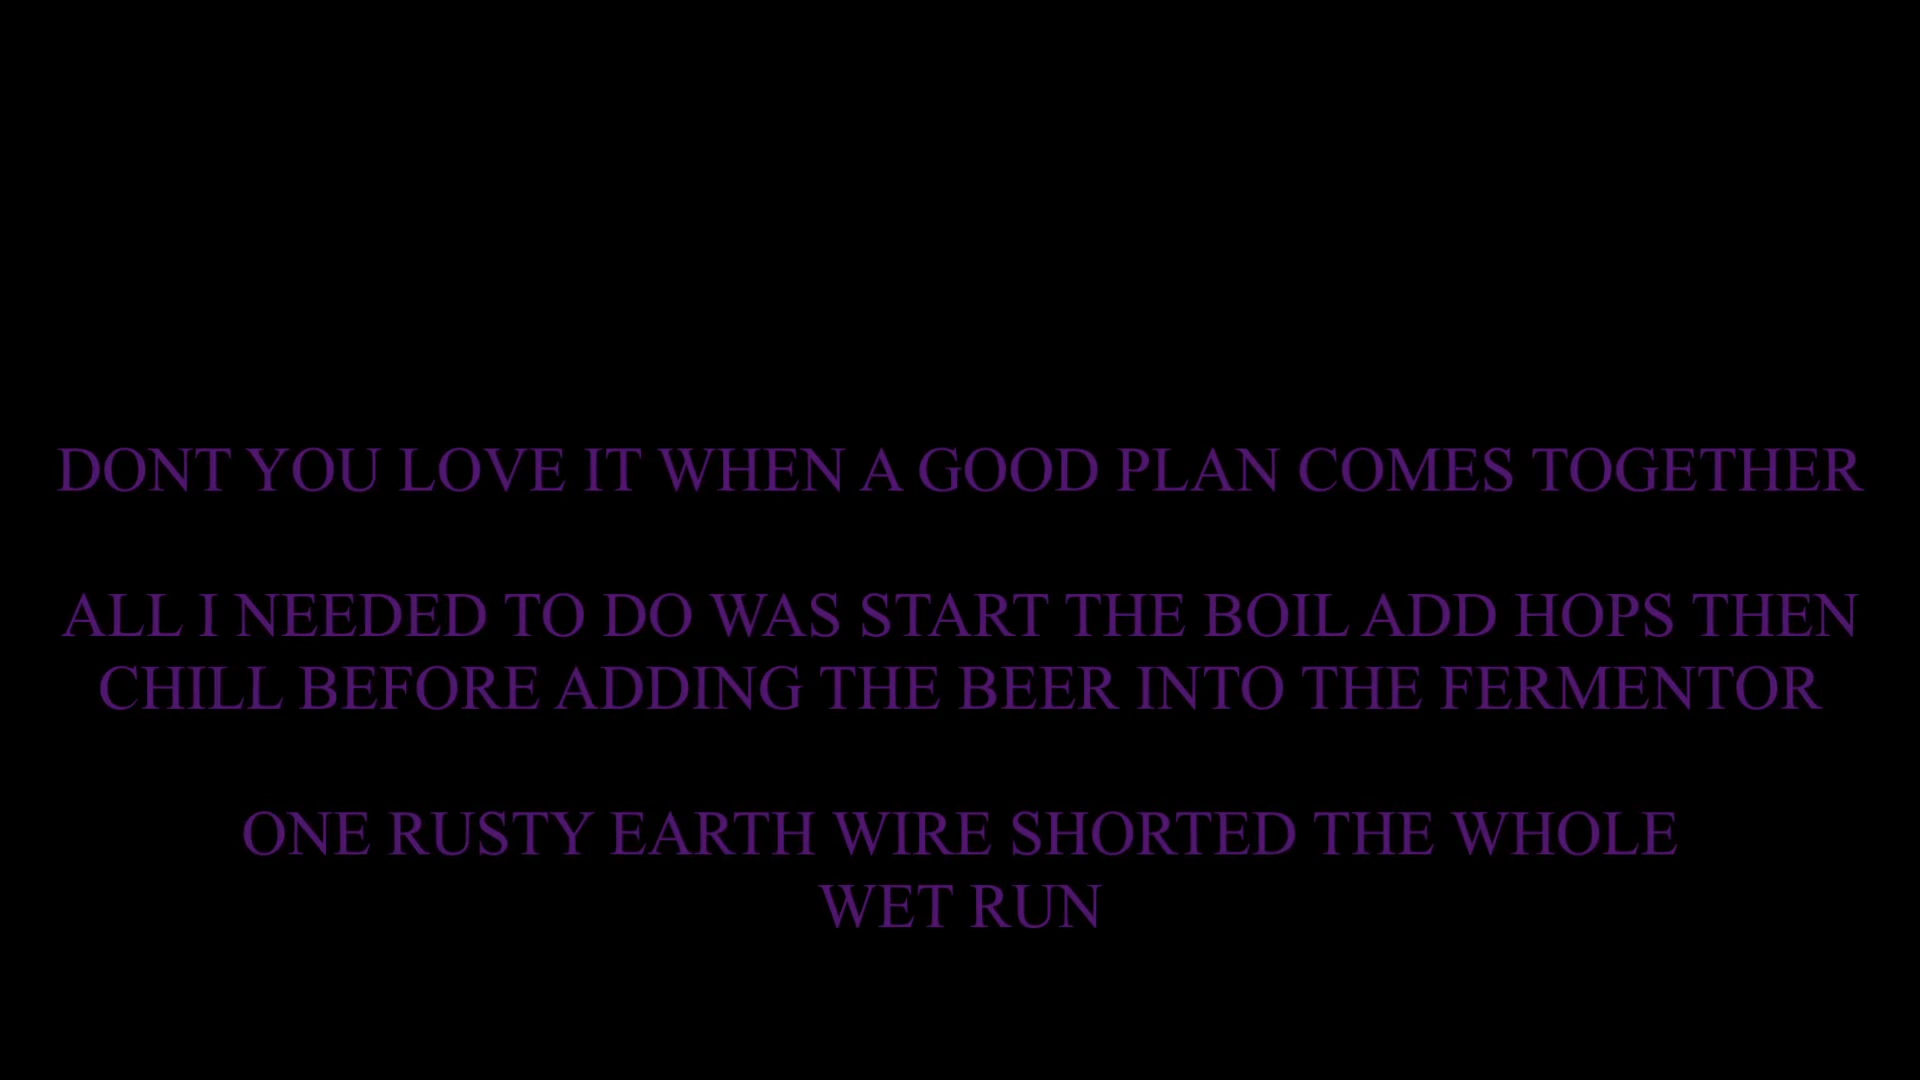 DONT YOU LOVE IT WHEN A GOOD PLAN COMES TOGETHER
ALL I NEEDED TO DO WAS START THE BOIL ADD HOPS THEN
CHILL BEFORE ADDING THE BEER INTO THE FERMENTOR
ONE RUSTY EARTH WIRE SHORTED THE WHOLE
WET RUN